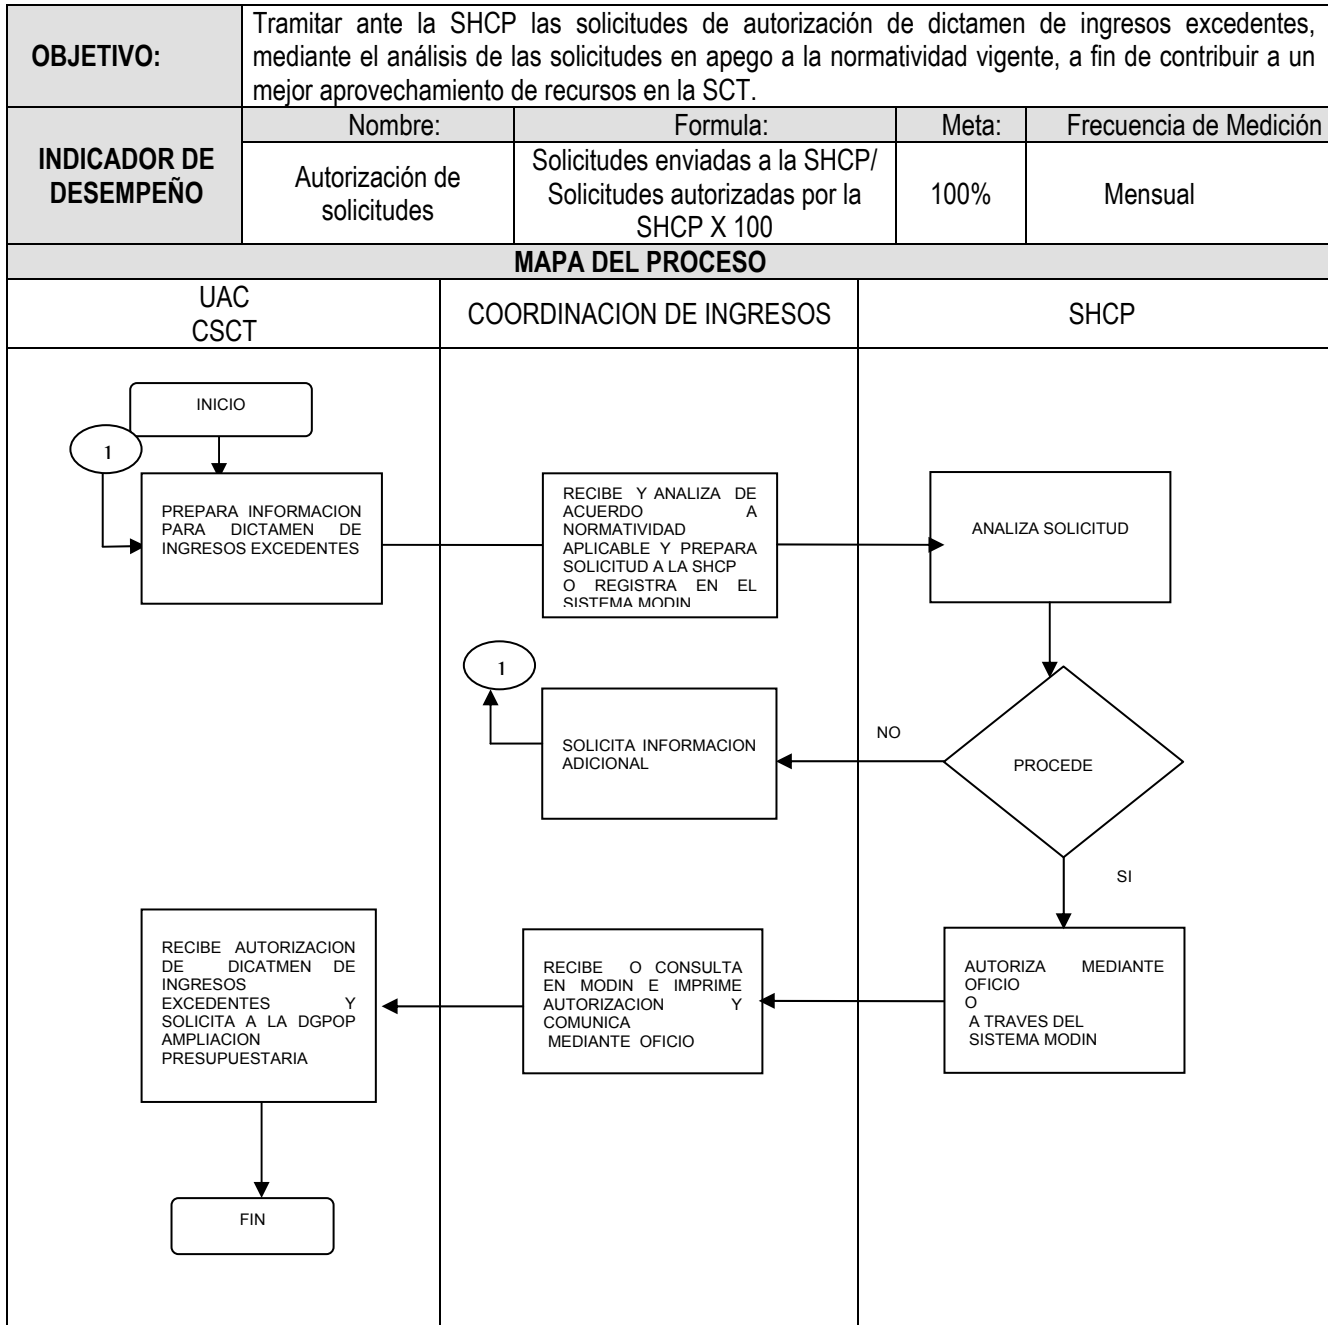 OBJETIVO:
Tramitar ante la SHCP las solicitudes de autorización de dictamen de ingresos excedentes,
mediante el análisis de las solicitudes en apego a la normatividad vigente, a fin de contribuir a un
mejor aprovechamiento de recursos en la SCT.
INDICADOR DE
DESEMPEÑO
Nombre:
Formula:
Meta:
Frecuencia de Medición
Autorización de
solicitudes
Solicitudes enviadas a la SHCP/
Solicitudes autorizadas por la
SHCP X 100
100%
Mensual
MAPA DEL PROCESO
UAC
CSCT
COORDINACION DE INGRESOS
SHCP
INICIO
1
PREPARA INFORMACION
PARA DICTAMEN DE
INGRESOS EXCEDENTES
RECIBE Y ANALIZA DE
ACUERDO A
NORMATIVIDAD
APLICABLE Y PREPARA
SOLICITUD A LA SHCP
O REGISTRA EN EL
SISTEMA MODIN
ANALIZA SOLICITUD
1
SOLICITA INFORMACION
ADICIONAL
NO
PROCEDE
SI
RECIBE AUTORIZACION
DE DICATMEN DE
INGRESOS
EXCEDENTES Y
SOLICITA A LA DGPOP
AMPLIACION
PRESUPUESTARIA
RECIBE O CONSULTA
EN MODIN E IMPRIME
AUTORIZACION Y
COMUNICA
MEDIANTE OFICIO
AUTORIZA MEDIANTE
OFICIO
O
A TRAVES DEL
SISTEMA MODIN
FIN